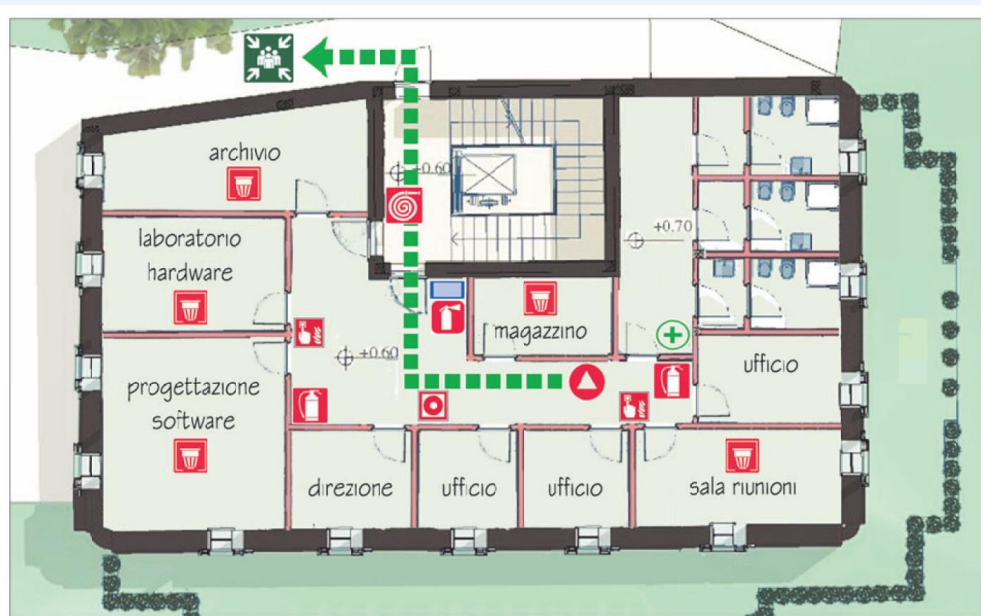 archivio
+0.60
laboratorio
hardware
+0.70
magazzino
+0.60
ufficio
progettazione
software
direzione
ufficio
ufficio
sala riunioni